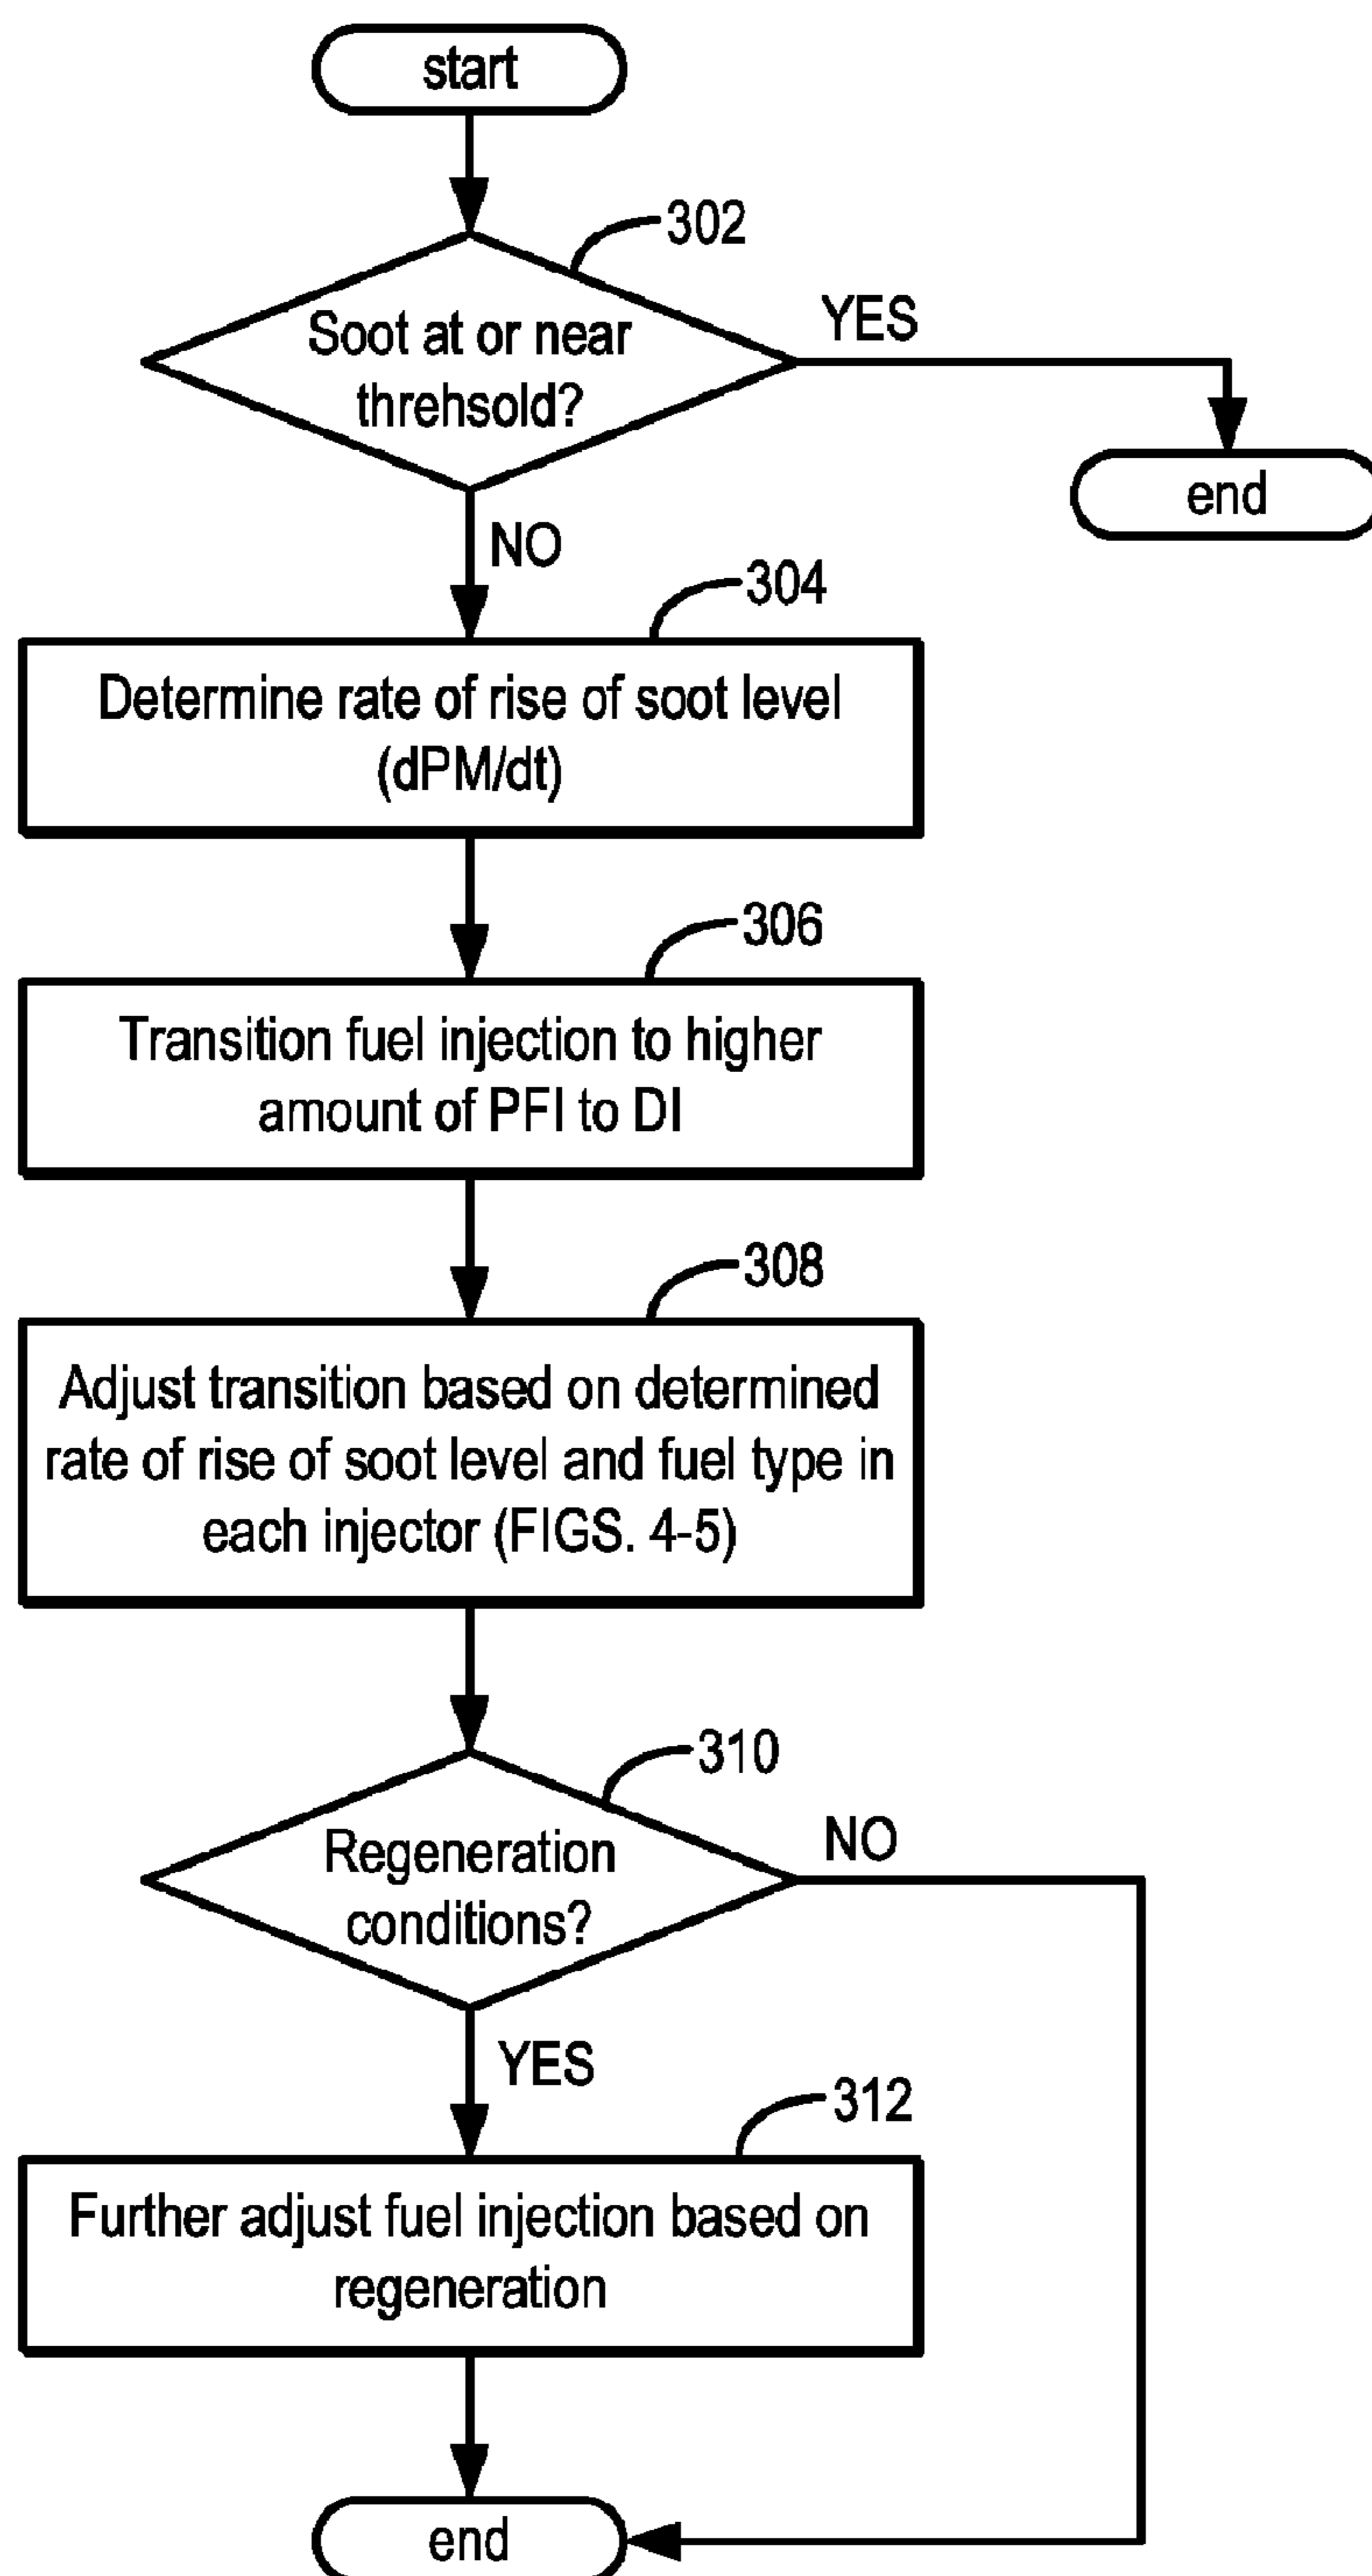 start
302
Soot at or near
threhsold?
YES
end
NO
304
Determine rate of rise of soot level
(dPM/dt)
306
Transition fuel injection to higher
amount of PFI to DI
308
Adjust transition based on determined
rate of rise of soot level and fuel type in
each injector (FIGS. 4-5)
310
Regeneration
conditions?
NO
YES
312
Further adjust fuel injection based on
regeneration
end